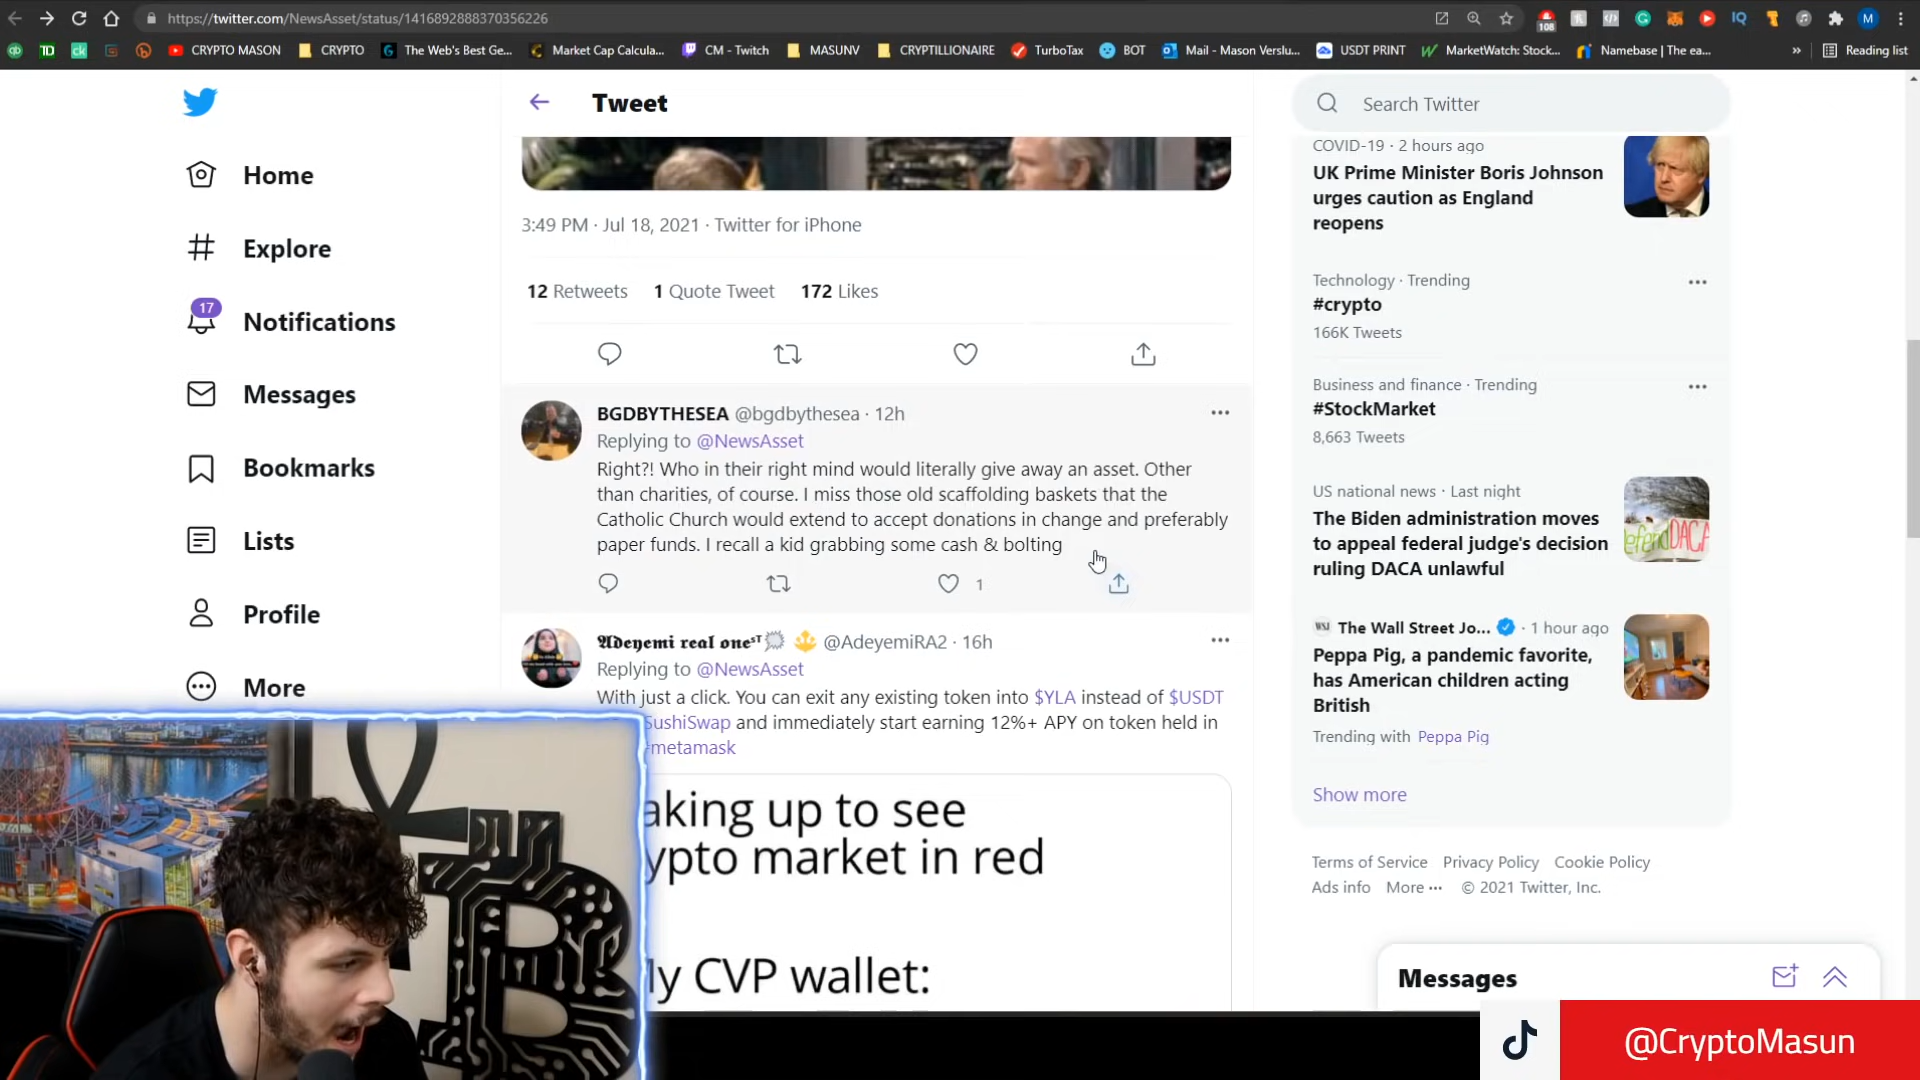 https://twitter.com/NewsAsset/status/1416892888370356226
108
IQ
M
TD
ck
CRYPTO MASON
CRYPTO
The Web's Best Ge...
Market Cap Calcula...
CM - Twitch
MASUNV
CRYPTILLIONAIRE
TurboTax
BOT
Mail - Mason Verslu...
USDT PRINT
MarketWatch: Stock...
Namebase | The ea...
»
Reading list
Home
Explore
17
Notifications
Messages
Bookmarks
Lists
Profile
More
Tweet
3:49 PM · Jul 18, 2021 · Twitter for iPhone
12 Retweets 1 Quote Tweet 172 Likes
BGDBYTHESEA @bgdbythesea · 12h
Replying to @NewsAsset
Right?! Who in their right mind would literally give away an asset. Other
than charities, of course. I miss those old scaffolding baskets that the
Catholic Church would extend to accept donations in change and preferably
paper funds. I recall a kid grabbing some cash & bolting
1
𝕬𝖉𝖊𝖞𝖊𝖒𝖎 𝖗𝖊𝖆𝖑 𝖔𝖓𝖊ˢᵀ @AdeyemiRA2 · 16h
Replying to @NewsAsset
With just a click. You can exit any existing token into $YLA instead of $USDT
SushiSwap and immediately start earning 12%+ APY on token held in
metamask
aking up to see
ypto market in red
y CVP wallet:
Search Twitter
COVID-19 · 2 hours ago
UK Prime Minister Boris Johnson
urges caution as England
reopens
Technology · Trending
#crypto
166K Tweets
Business and finance · Trending
#StockMarket
8,663 Tweets
US national news · Last night
The Biden administration moves
to appeal federal judge's decision
ruling DACA unlawful
WSJ The Wall Street Jo... · 1 hour ago
Peppa Pig, a pandemic favorite,
has American children acting
British
Trending with Peppa Pig
Show more
Terms of Service Privacy Policy Cookie Policy
Ads info More ··· © 2021 Twitter, Inc.
Messages
@CryptoMasun